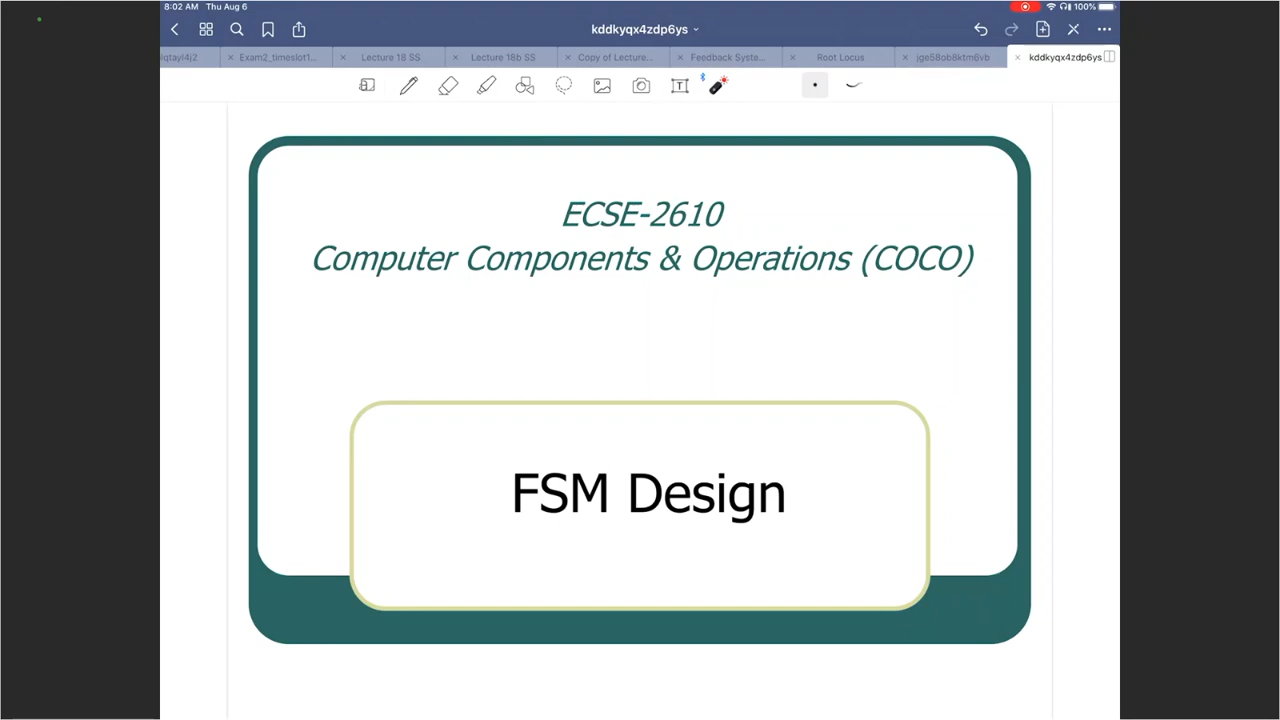 8:02 AM Thu Aug 6
100%
kddkyqx4zdp6ys
Exam2_timeslot1...
Lecture 18 SS
Lecture 18b SS
Copy of Lecture...
Feedback Syste...
Root Locus
jge58ob8ktm6vb
kddkyqx4zdp6ys
T
ECSE-2610
Computer Components & Operations (COCO)
FSM Design